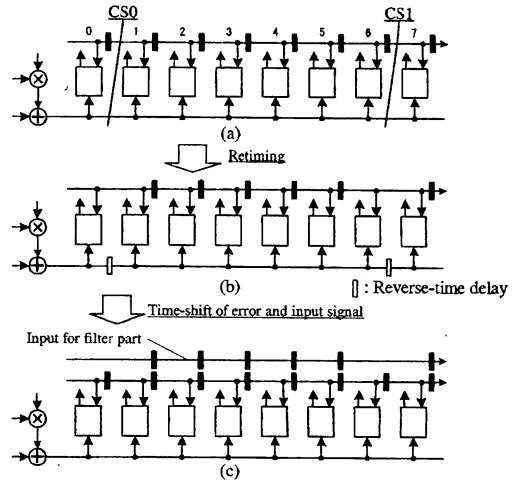 CS0 CS1
0 1 2 3 4 5 6 7
(a)
Retiming
(b)
: Reverse-time delay
Time-shift of error and input signal
Input for filter part
(c)